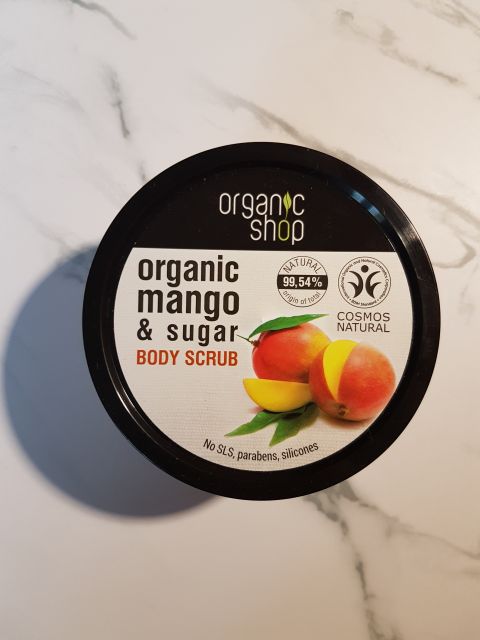 organic
shop
organic
mango
& sugar
BODY SCRUB
NATURAL
99,54%
origin of total
COSMOS
NATURAL
No SLS, parabens, silicones